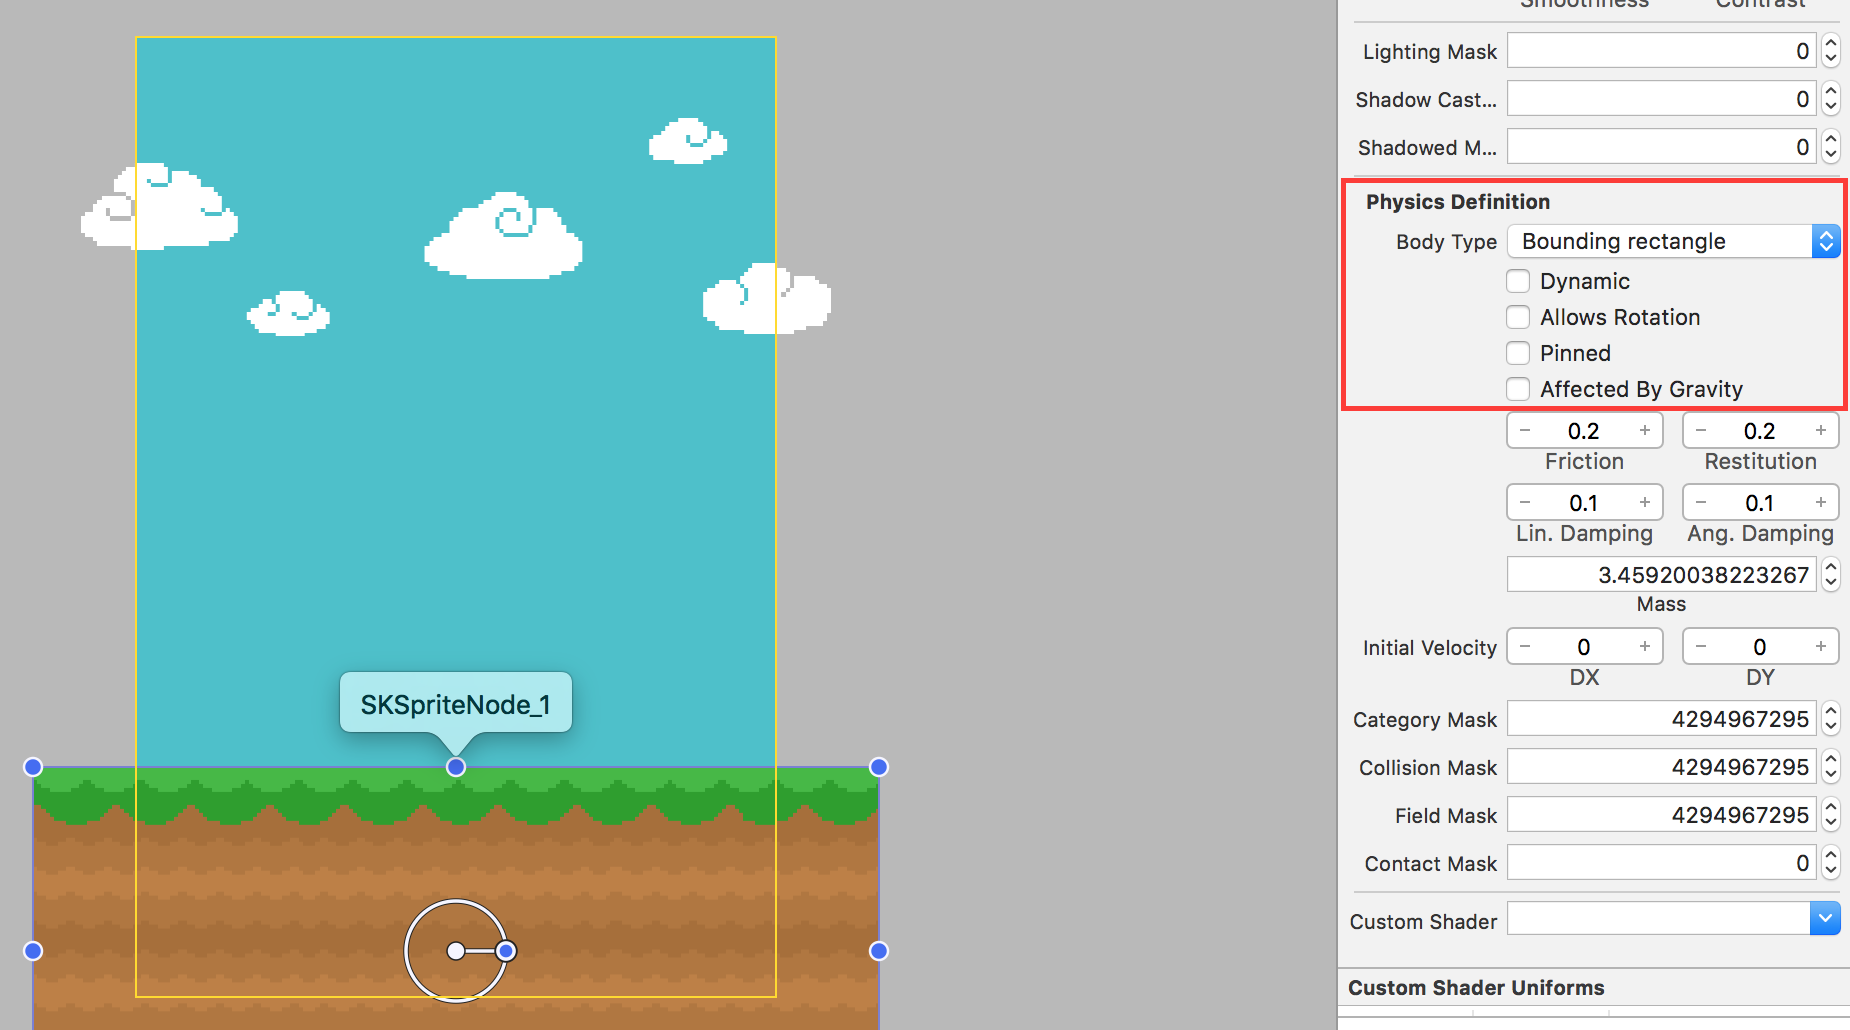 Smoothness Contrast
Lighting Mask 0
Shadow Cast... 0
Shadowed M... 0
Physics Definition
Body Type Bounding rectangle
Dynamic
Allows Rotation
Pinned
Affected By Gravity
− 0.2 + − 0.2 +
Friction Restitution
− 0.1 + − 0.1 +
Lin. Damping Ang. Damping
3.45920038223267
Mass
Initial Velocity − 0 + − 0 +
DX DY
SKSpriteNode_1
Category Mask 4294967295
Collision Mask 4294967295
Field Mask 4294967295
Contact Mask 0
Custom Shader
Custom Shader Uniforms